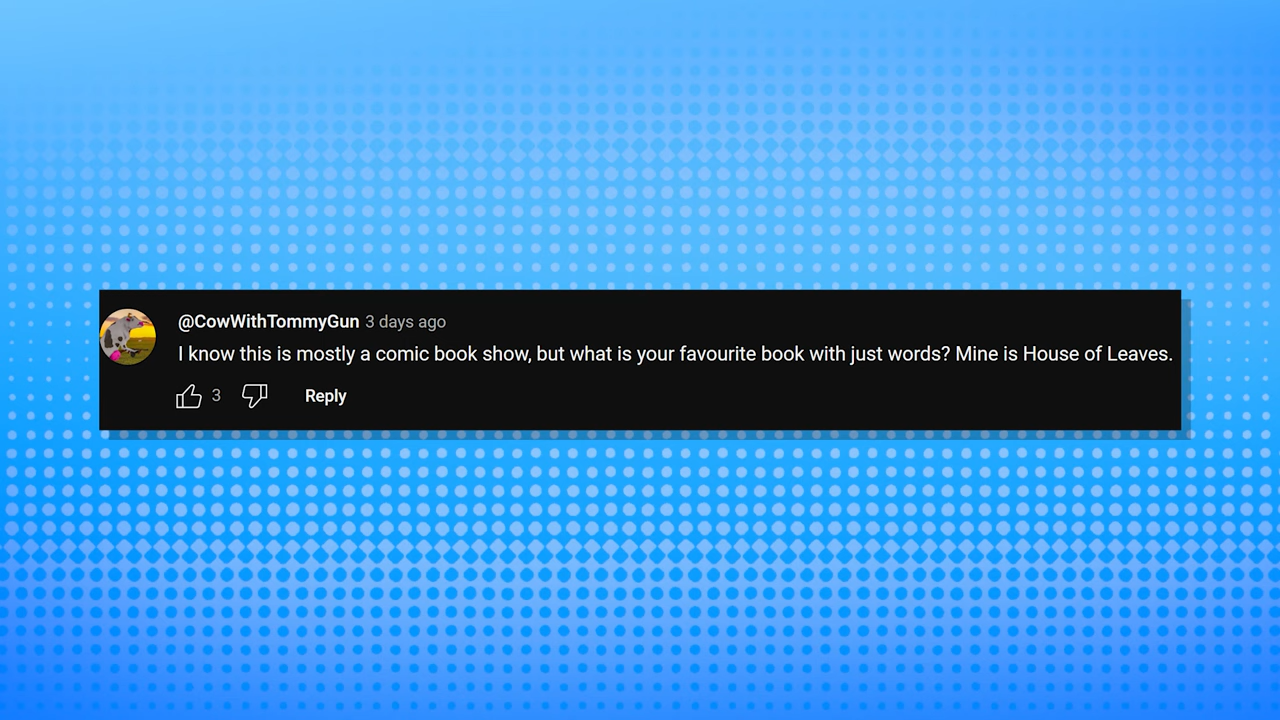 @CowWithTommyGun 3 days ago
I know this is mostly a comic book show, but what is your favourite book with just words? Mine is House of Leaves.
3 Reply